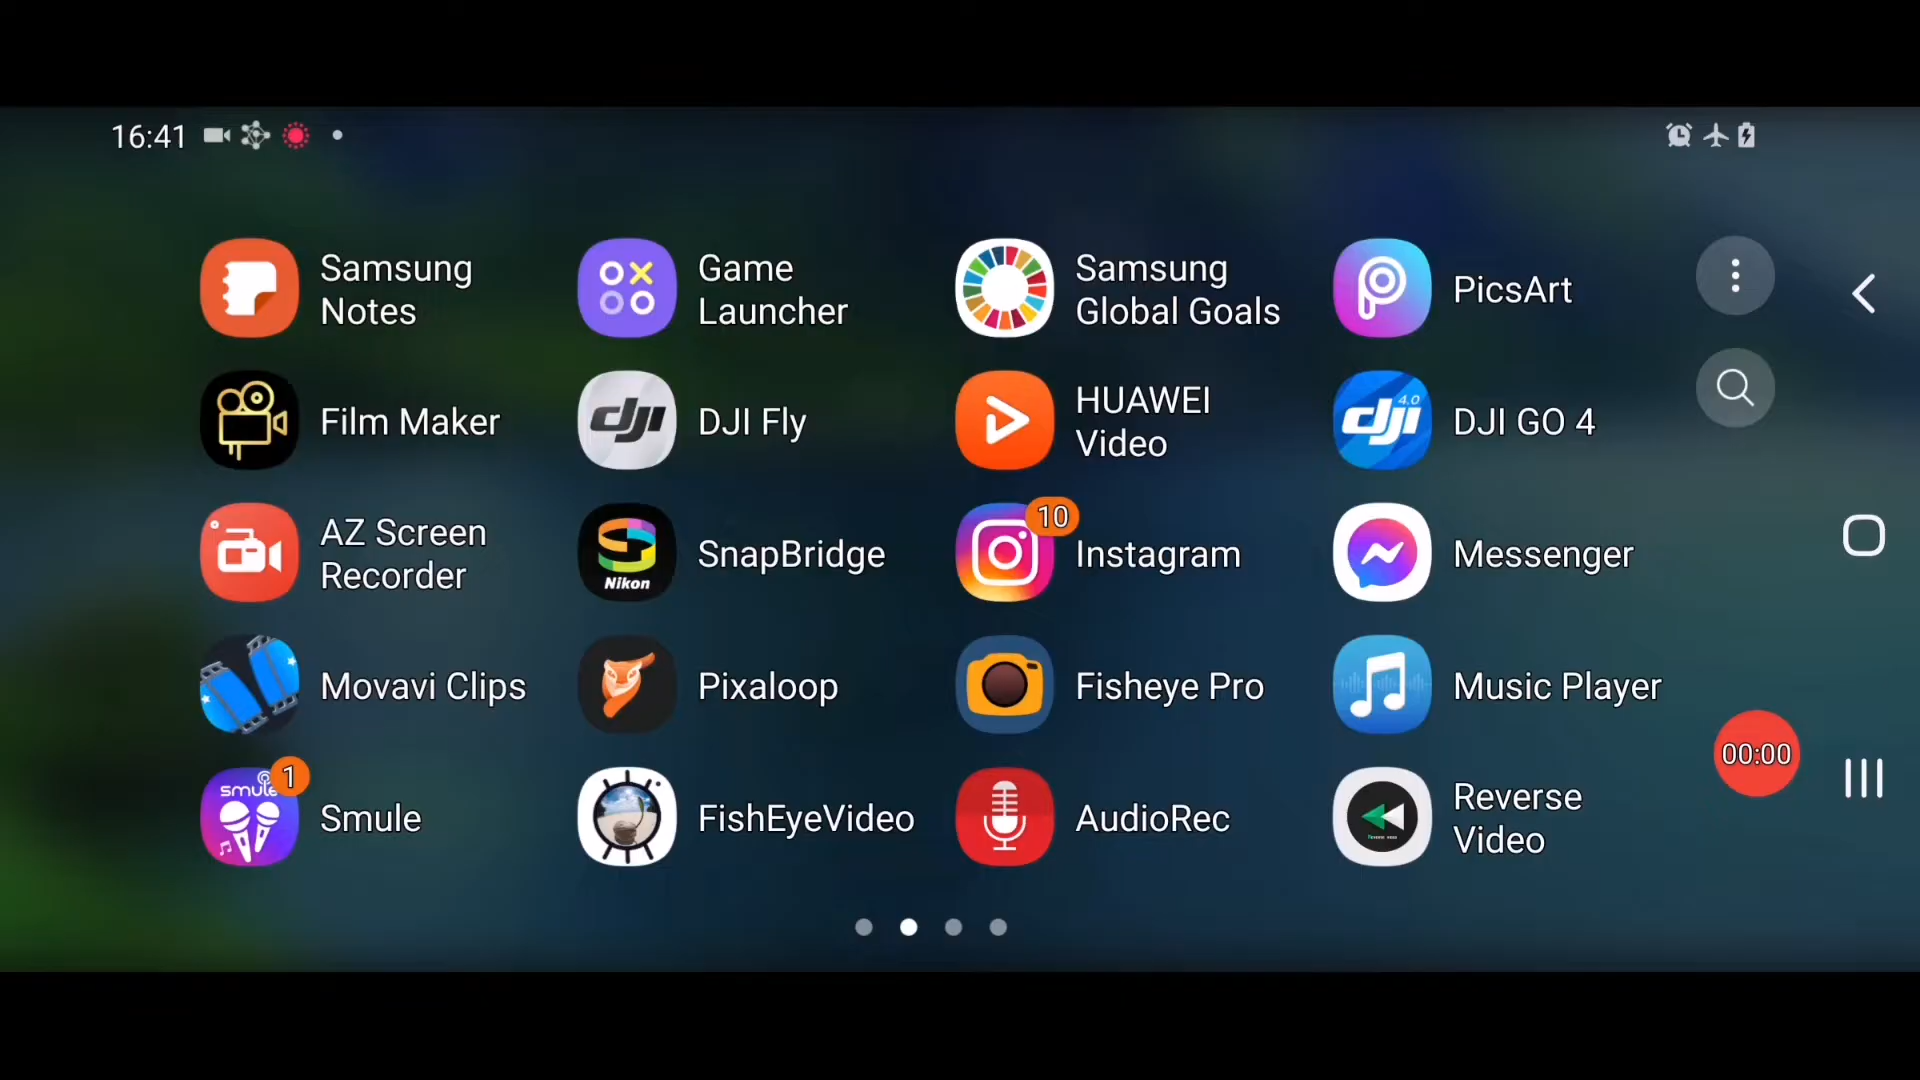 16:41
Samsung
Notes
Game
Launcher
Samsung
Global Goals
PicsArt
Film Maker
dji
DJI Fly
HUAWEI
Video
4.0
dji
DJI GO 4
AZ Screen
Recorder
Nikon
SnapBridge
10
Instagram
Messenger
Movavi Clips
Pixaloop
Fisheye Pro
Music Player
00:00
smule
1
Smule
FishEyeVideo
AudioRec
Reverse
Video